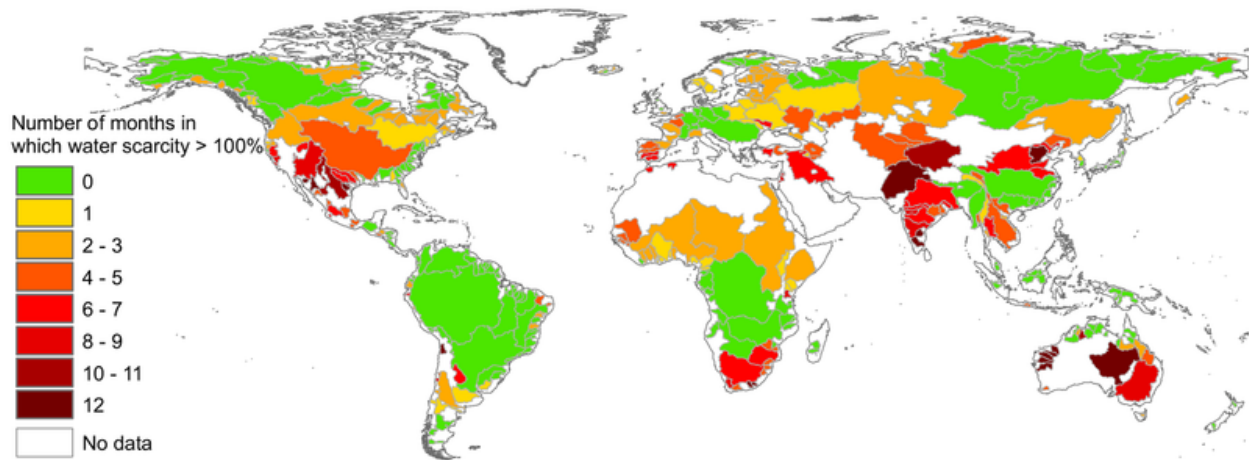 Number of months in
which water scarcity > 100%
0
1
2 - 3
4 - 5
6 - 7
8 - 9
10 - 11
12
No data